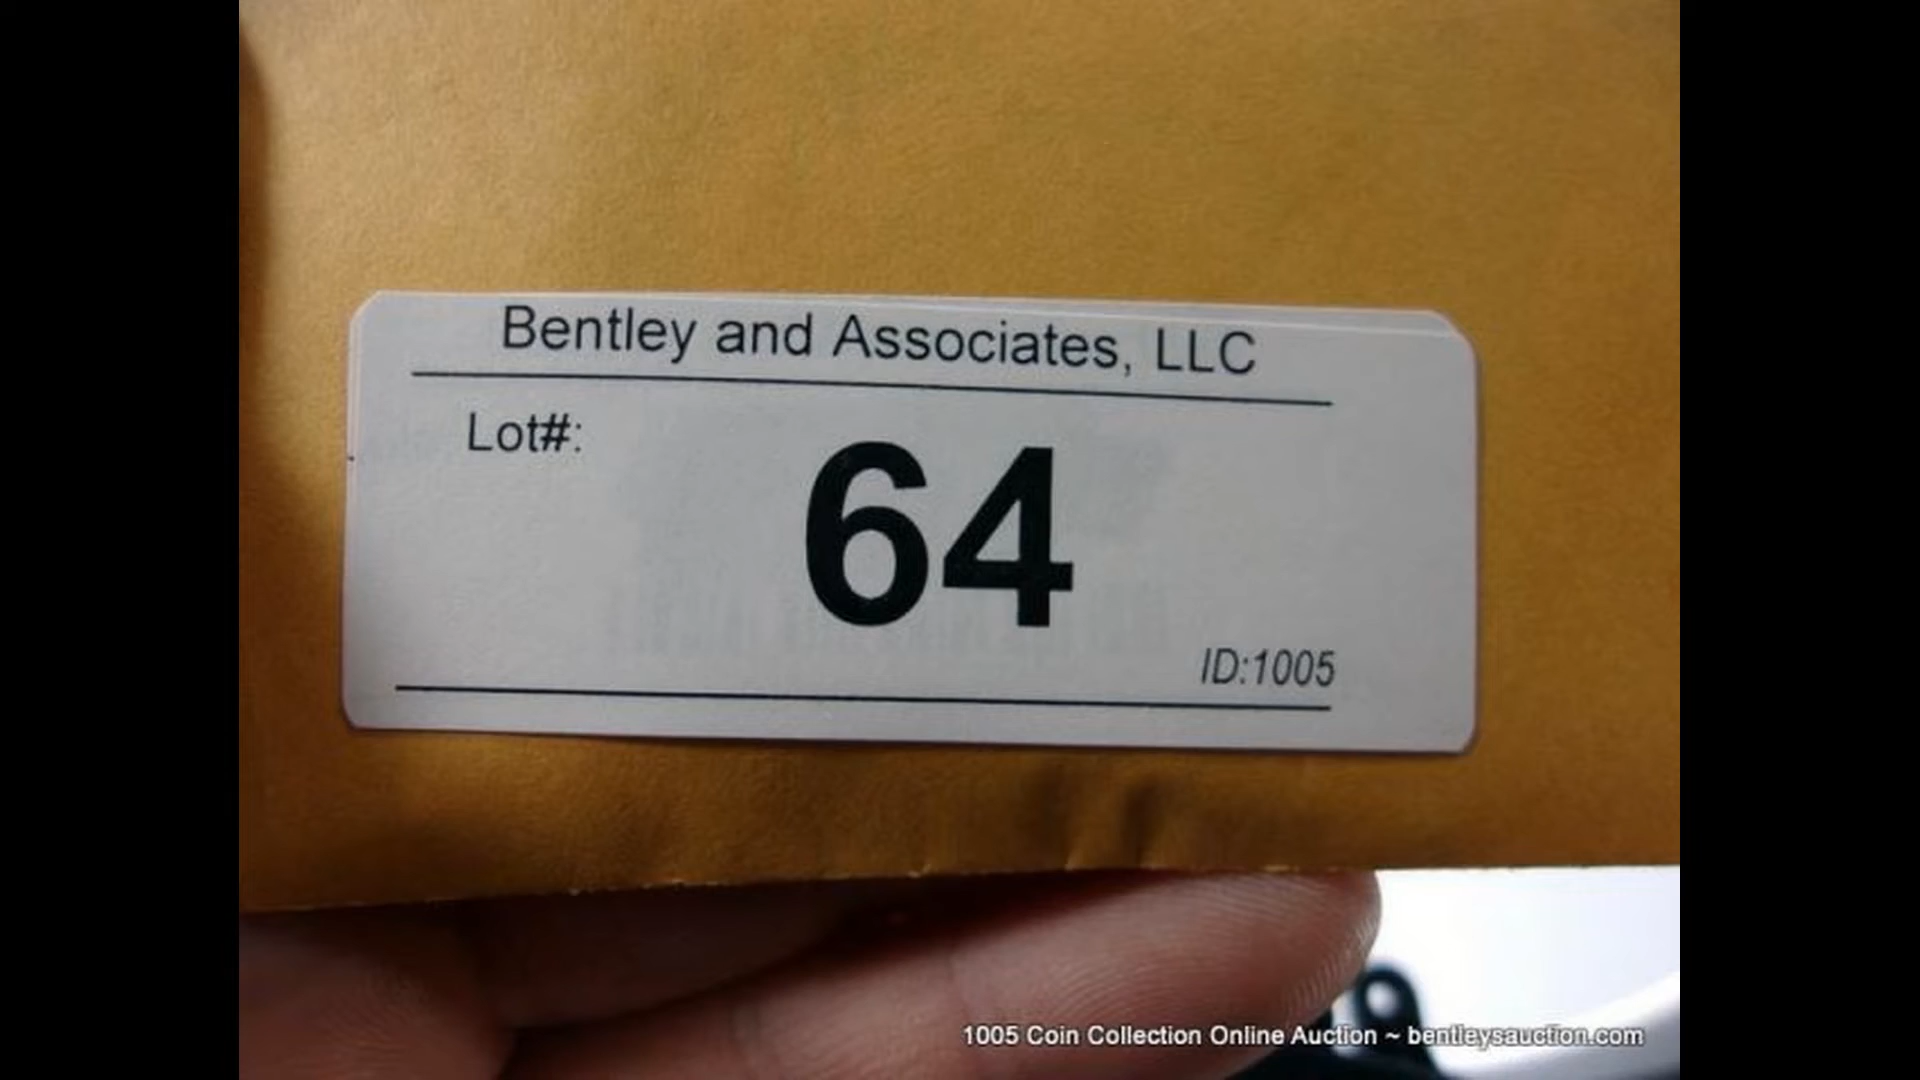 Bentley and Associates, LLC
Lot#:
64
ID:1005
1005 Coin Collection Online Auction ~ bentleysauction.com